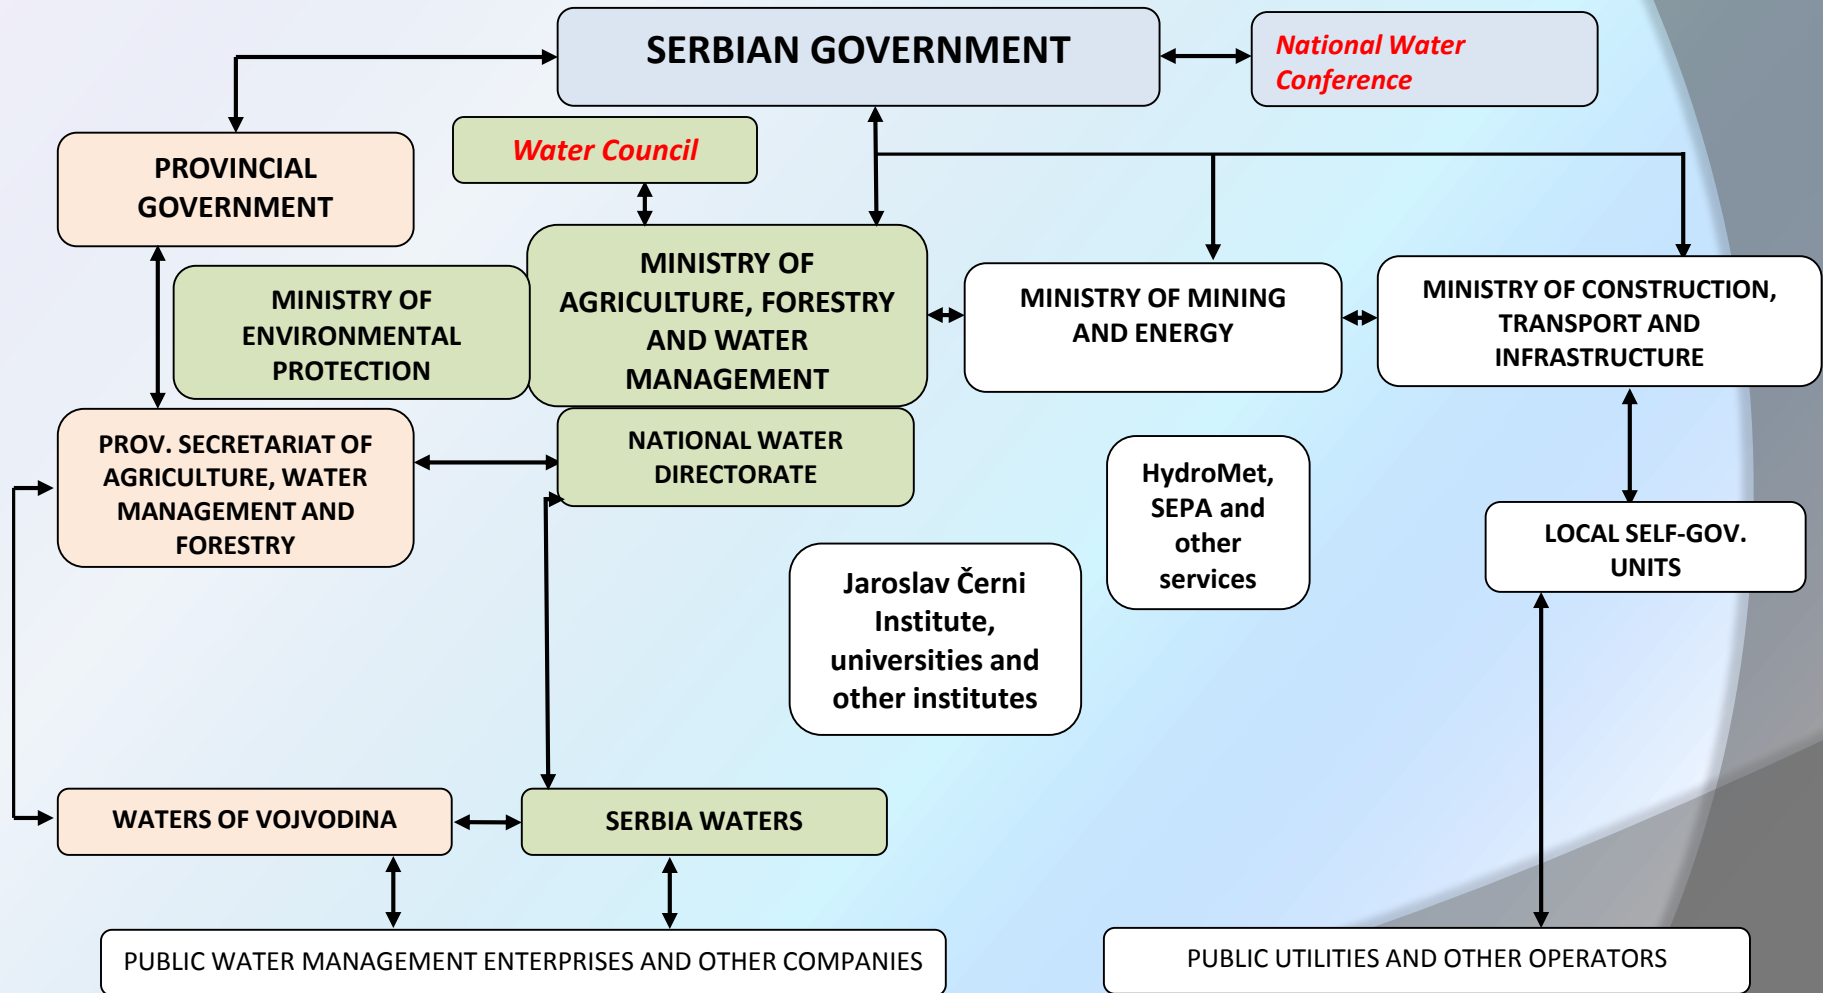 SERBIAN GOVERNMENT
National Water
Conference
Water Council
PROVINCIAL
GOVERNMENT
MINISTRY OF
ENVIRONMENTAL
PROTECTION
MINISTRY OF
AGRICULTURE, FORESTRY
AND WATER
MANAGEMENT
MINISTRY OF MINING
AND ENERGY
MINISTRY OF CONSTRUCTION,
TRANSPORT AND
INFRASTRUCTURE
PROV. SECRETARIAT OF
AGRICULTURE, WATER
MANAGEMENT AND
FORESTRY
NATIONAL WATER
DIRECTORATE
HydroMet,
SEPA and
other
services
LOCAL SELF-GOV.
UNITS
Jaroslav Černi
Institute,
universities and
other institutes
WATERS OF VOJVODINA
SERBIA WATERS
PUBLIC WATER MANAGEMENT ENTERPRISES AND OTHER COMPANIES
PUBLIC UTILITIES AND OTHER OPERATORS